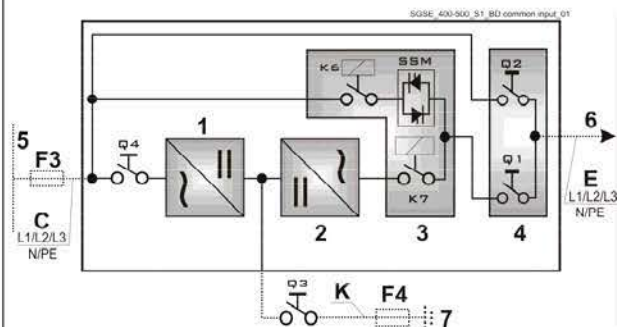 SGSE_400-500_S1_BD common input_01
K6
SSM
Q2
5
F3
Q4
1
6
Q1
E
C
L1/L2/L3
N/PE
K7
L1/L2/L3
N/PE
2
3
4
Q3
K
F4
7